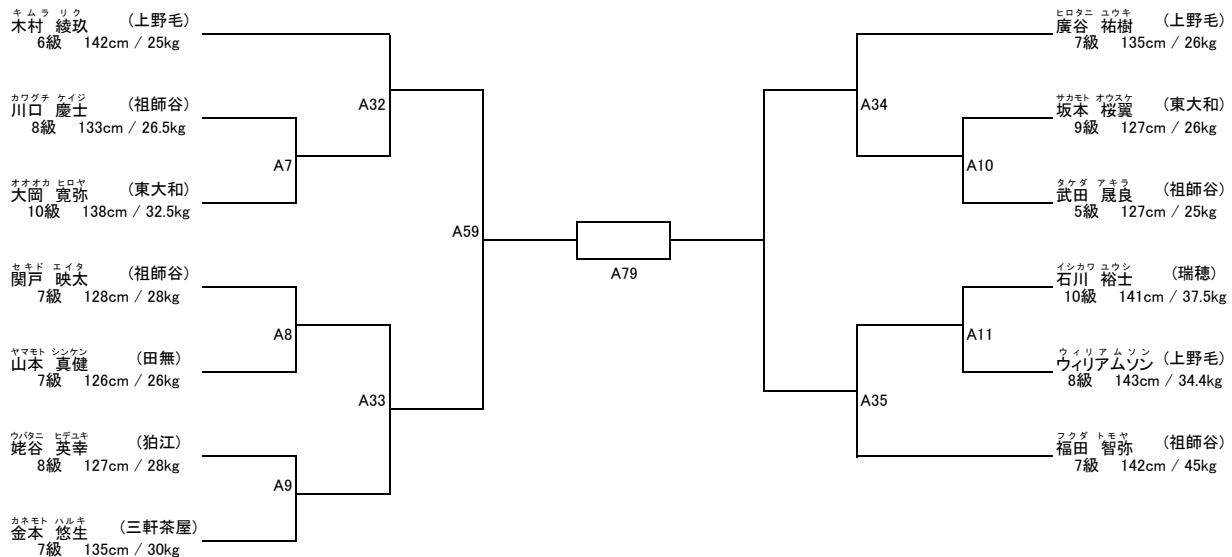 キムラ リク
木村 綾玖 (上野毛)
6級 142cm / 25kg
カワグチ ケイジ
川口 慶士 (祖師谷)
8級 133cm / 26.5kg
オオオカ ヒロヤ
大岡 寛弥 (東大和)
10級 138cm / 32.5kg
セキド エイタ
関戸 映太 (祖師谷)
7級 128cm / 28kg
ヤマモト シンケン
山本 真健 (田無)
7級 126cm / 26kg
ウバタニ ヒデユキ
姥谷 英幸 (狛江)
8級 127cm / 28kg
カネモト ハルキ
金本 悠生 (三軒茶屋)
7級 135cm / 30kg
A32
A7
A59
A8
A33
A9
A79
A34
A10
A11
A35
ヒロタニ ユウキ
廣谷 祐樹 (上野毛)
7級 135cm / 26kg
サカモト オウスケ
坂本 桜翼 (東大和)
9級 127cm / 26kg
タケダ アキラ
武田 晟良 (祖師谷)
5級 127cm / 25kg
イシカワ ユウシ
石川 裕士 (瑞穂)
10級 141cm / 37.5kg
ウィリアムソン
ウィリアムソン (上野毛)
8級 143cm / 34.4kg
フクダ トモヤ
福田 智弥 (祖師谷)
7級 142cm / 45kg